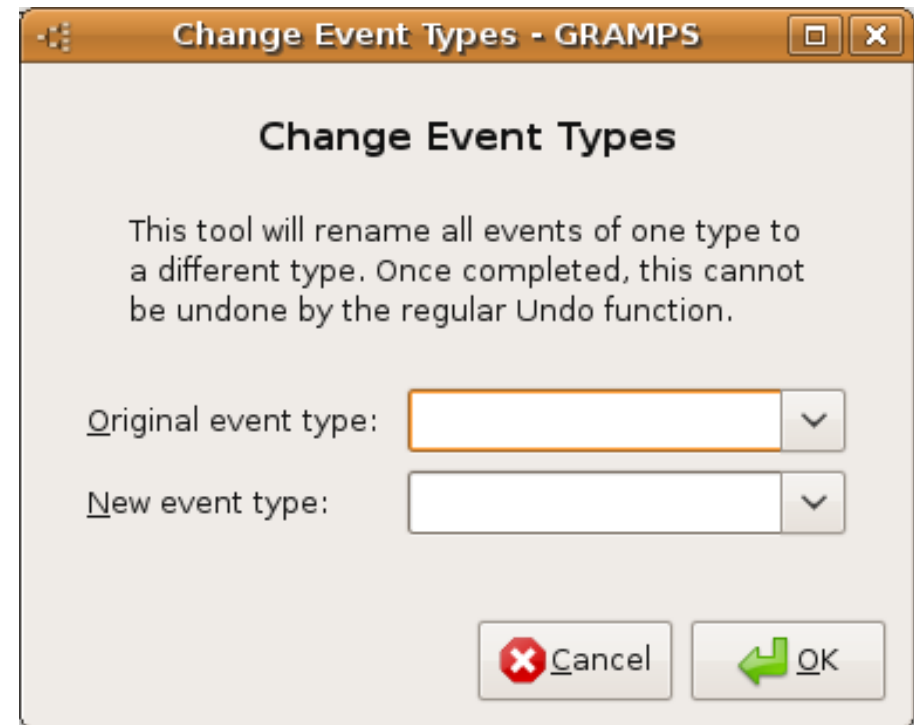 Change Event Types - GRAMPS
Change Event Types
This tool will rename all events of one type to
a different type. Once completed, this cannot
be undone by the regular Undo function.
Original event type:
New event type:
Cancel
OK